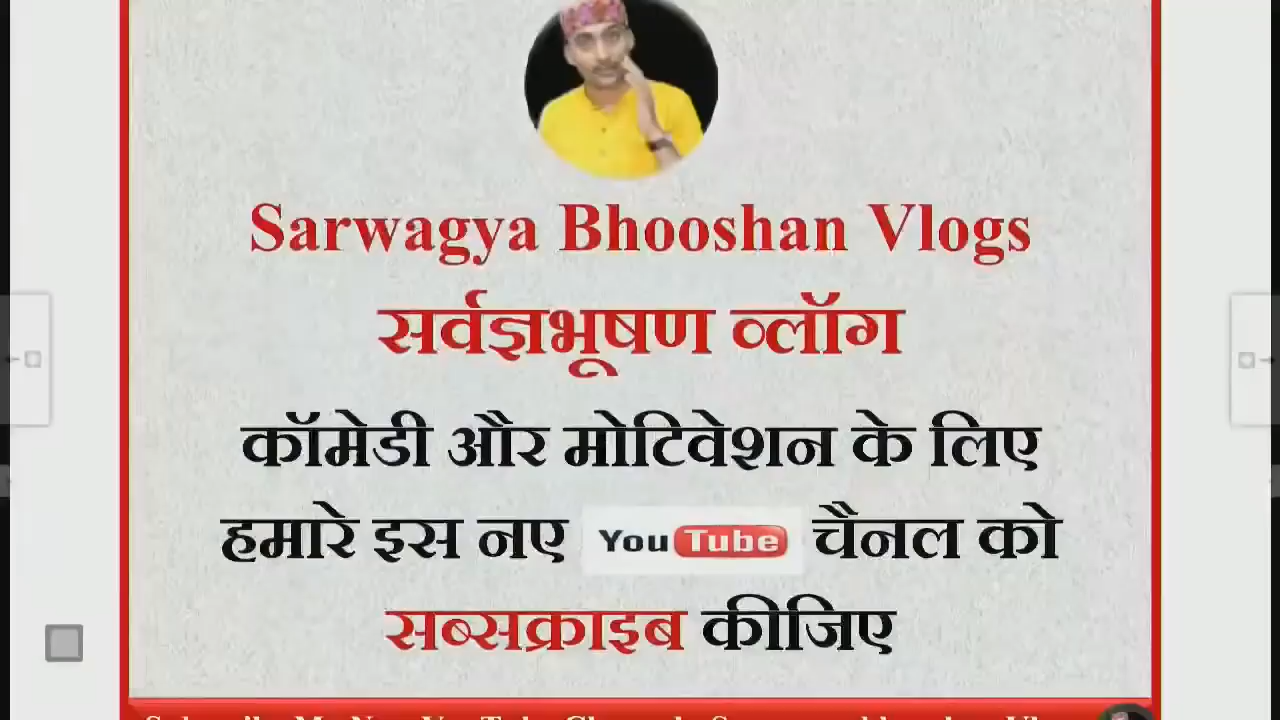 Sarwagya Bhooshan Vlogs
सर्वज्ञभूषण व्लॉग
कॉमेडी और मोटिवेशन के लिए
हमारे इस नए YouTube चैनल को
सब्सक्राइब कीजिए